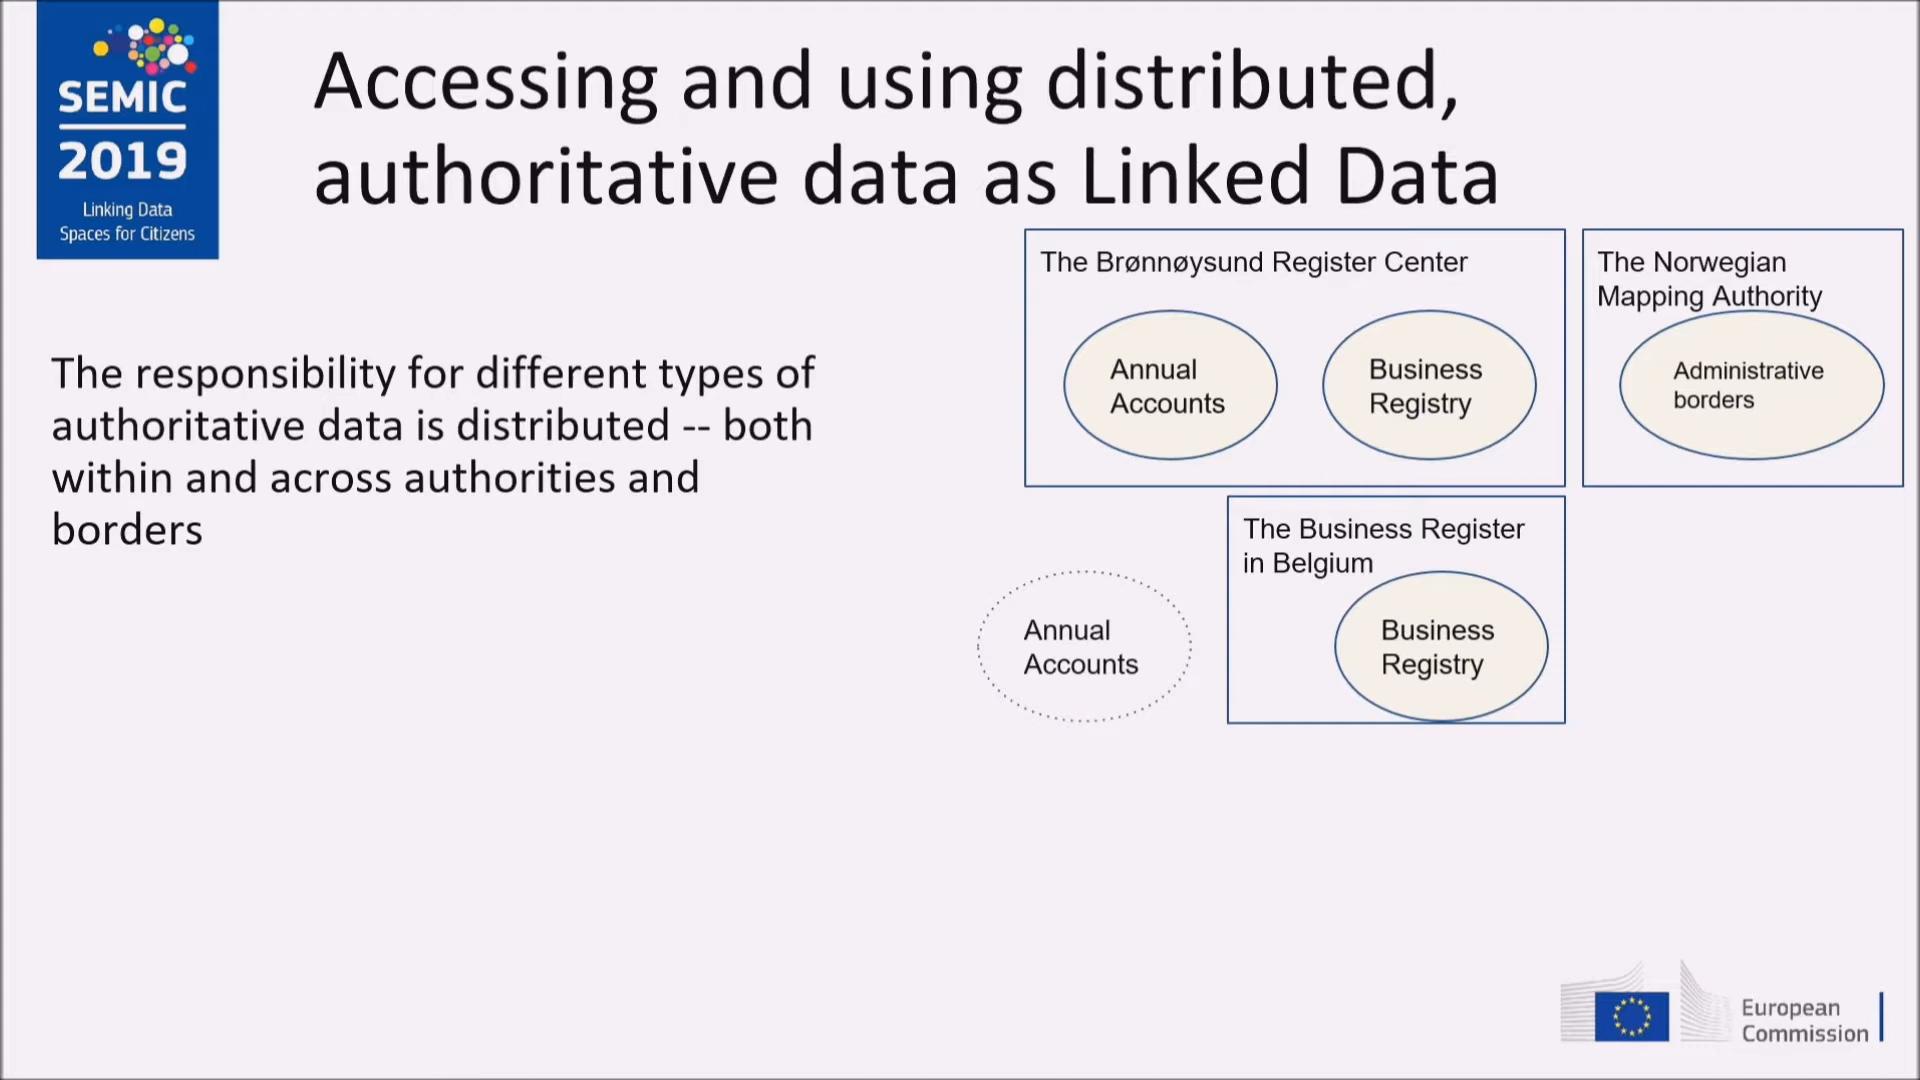 SEMIC
2019
Linking Data
Spaces for Citizens
Accessing and using distributed,
authoritative data as Linked Data
The responsibility for different types of
authoritative data is distributed -- both
within and across authorities and
borders
The Brønnøysund Register Center
Annual
Accounts
Business
Registry
The Norwegian
Mapping Authority
Administrative
borders
The Business Register
in Belgium
Annual
Accounts
Business
Registry
European
Commission